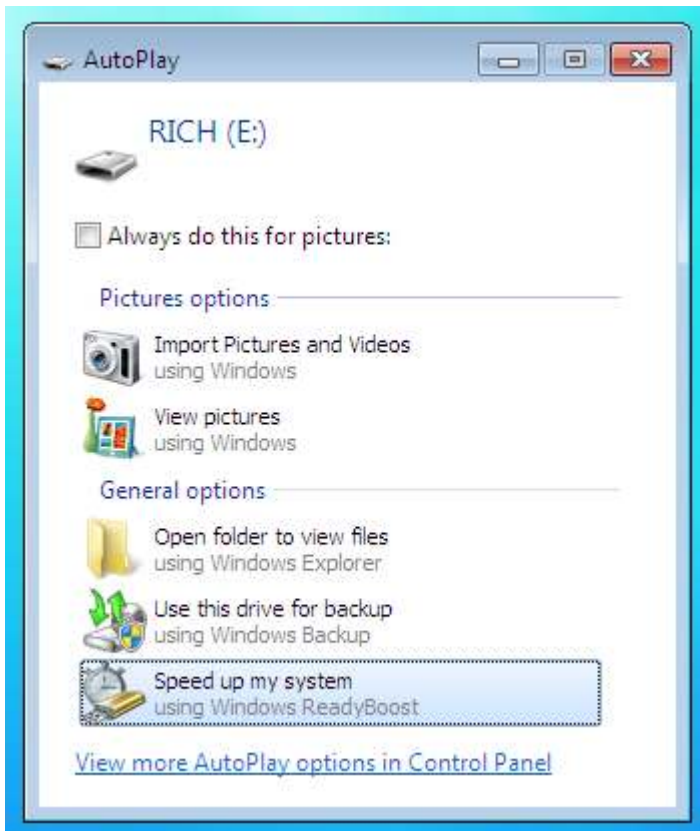 AutoPlay
RICH (E:)
Always do this for pictures:
Pictures options
Import Pictures and Videos
using Windows
View pictures
using Windows
General options
Open folder to view files
using Windows Explorer
Use this drive for backup
using Windows Backup
Speed up my system
using Windows ReadyBoost
View more AutoPlay options in Control Panel